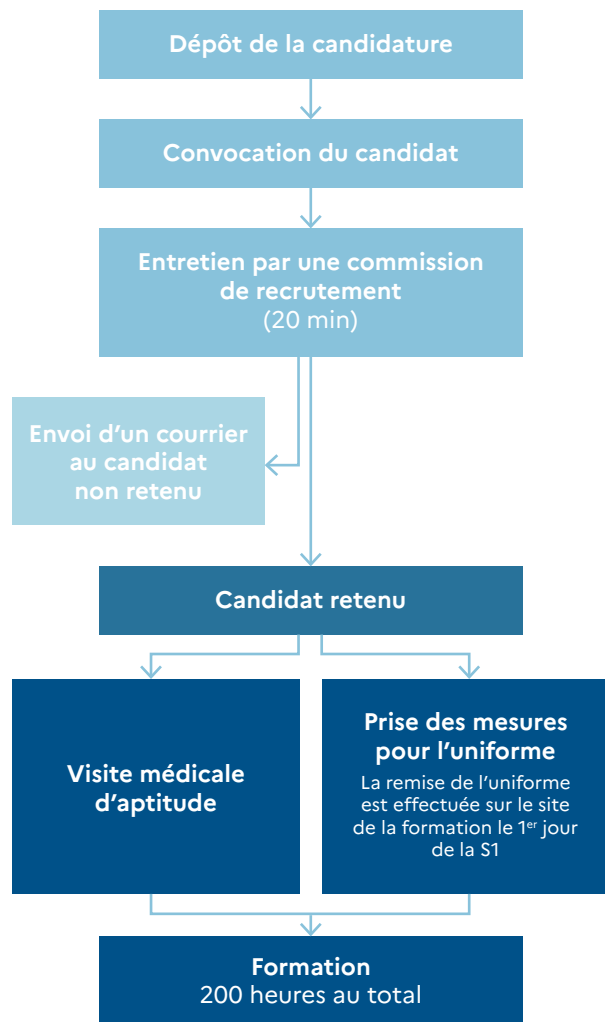 Dépôt de la candidature
Convocation du candidat
Entretien par une commission
de recrutement
(20 min)
Envoi d’un courrier
au candidat
non retenu
Candidat retenu
Visite médicale
d’aptitude
Prise des mesures
pour l’uniforme
La remise de l’uniforme
est effectuée sur le site
de la formation le 1er jour
de la S1
Formation
200 heures au total